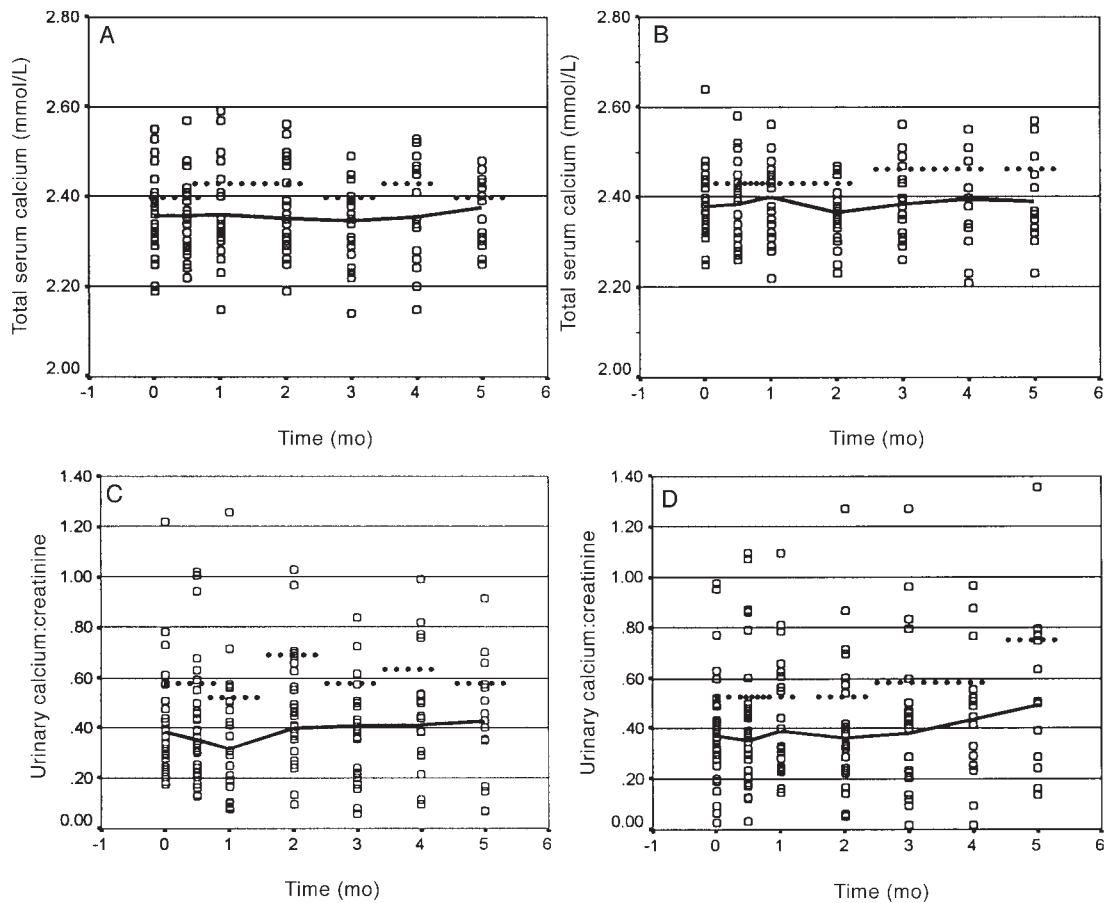 A
Total serum calcium (mmol/L)
2.80
2.60
2.40
2.20
2.00
-1 0 1 2 3 4 5 6
Time (mo)
B
Total serum calcium (mmol/L)
2.80
2.60
2.40
2.20
2.00
-1 0 1 2 3 4 5 6
Time (mo)
C
Urinary calcium:creatinine
1.40
1.20
1.00
.80
.60
.40
.20
0.00
-1 0 1 2 3 4 5 6
Time (mo)
D
Urinary calcium:creatinine
1.40
1.20
1.00
.80
.60
.40
.20
0.00
-1 0 1 2 3 4 5 6
Time (mo)